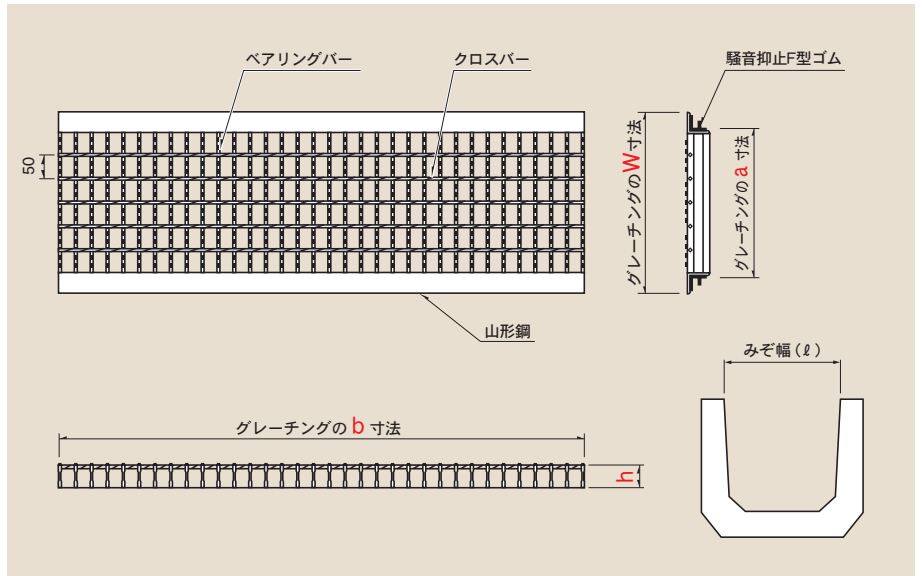 ベアリングバー
クロスバー
騒音抑止F型ゴム
50
グレーチングのW寸法
グレーチングのa寸法
山形鋼
みぞ幅(ℓ)
グレーチングのb寸法
h